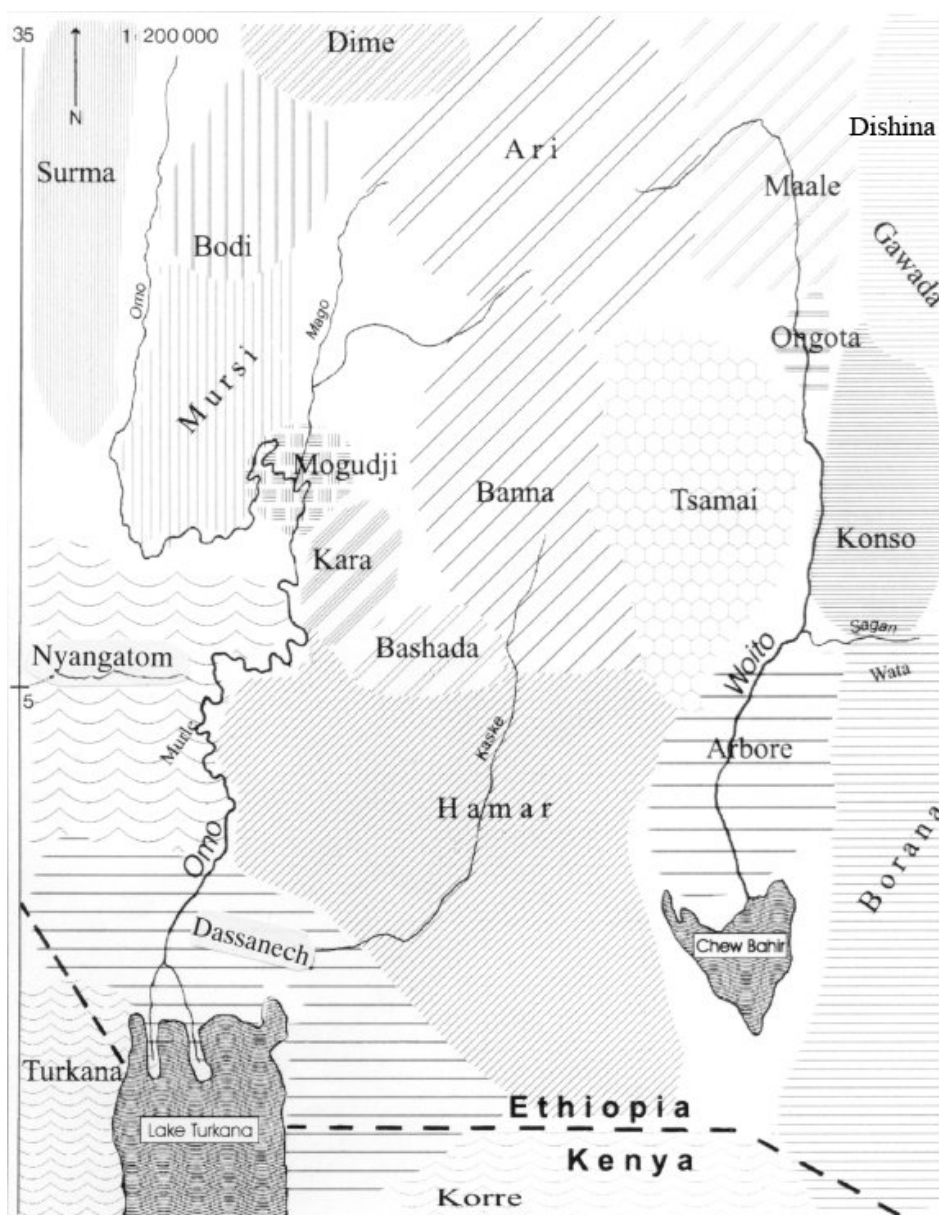 35
1:200 000
Dime
N
Surma
Ari
Dishina
Maale
Bodi
Gawada
Omo
Mago
Ongota
Mursi
Mogudji
Banna
Tsamai
Konso
Kara
Sagan
Bashada
Nyangatom
Woito
Wata
5
Murle
Arbore
Kaske
Hamar
Omo
Borana
Dassanech
Chew Bahir
Turkana
Ethiopia
Lake Turkana
Kenya
Korre